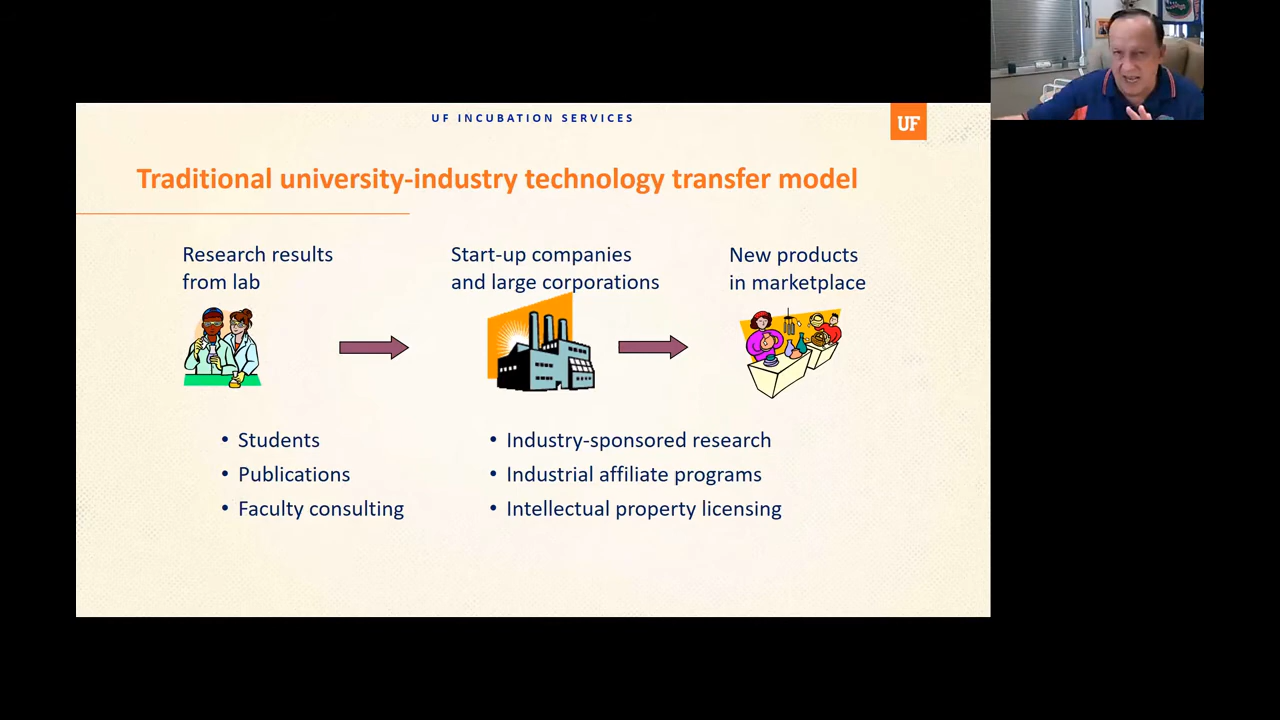 UF INCUBATION SERVICES
UF
Traditional university-industry technology transfer model
Research results
from lab
Start-up companies
and large corporations
New products
in marketplace
• Students
• Publications
• Faculty consulting
• Industry-sponsored research
• Industrial affiliate programs
• Intellectual property licensing